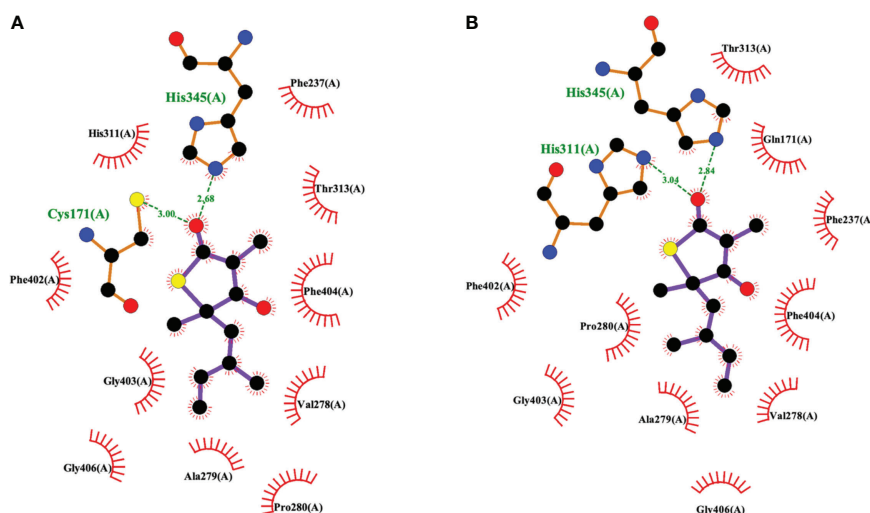 A
His345(A)
Phe237(A)
His311(A)
Thr313(A)
2.68
3.00
Cys171(A)
Phe402(A)
Phe404(A)
Gly403(A)
Val278(A)
Gly406(A)
Ala279(A)
Pro280(A)
B
Thr313(A)
His345(A)
Gln171(A)
His311(A)
2.84
3.04
Phe237(A
Phe402(A)
Phe404(A)
Pro280(A)
Gly403(A)
Ala279(A)
Val278(A)
Gly406(A)